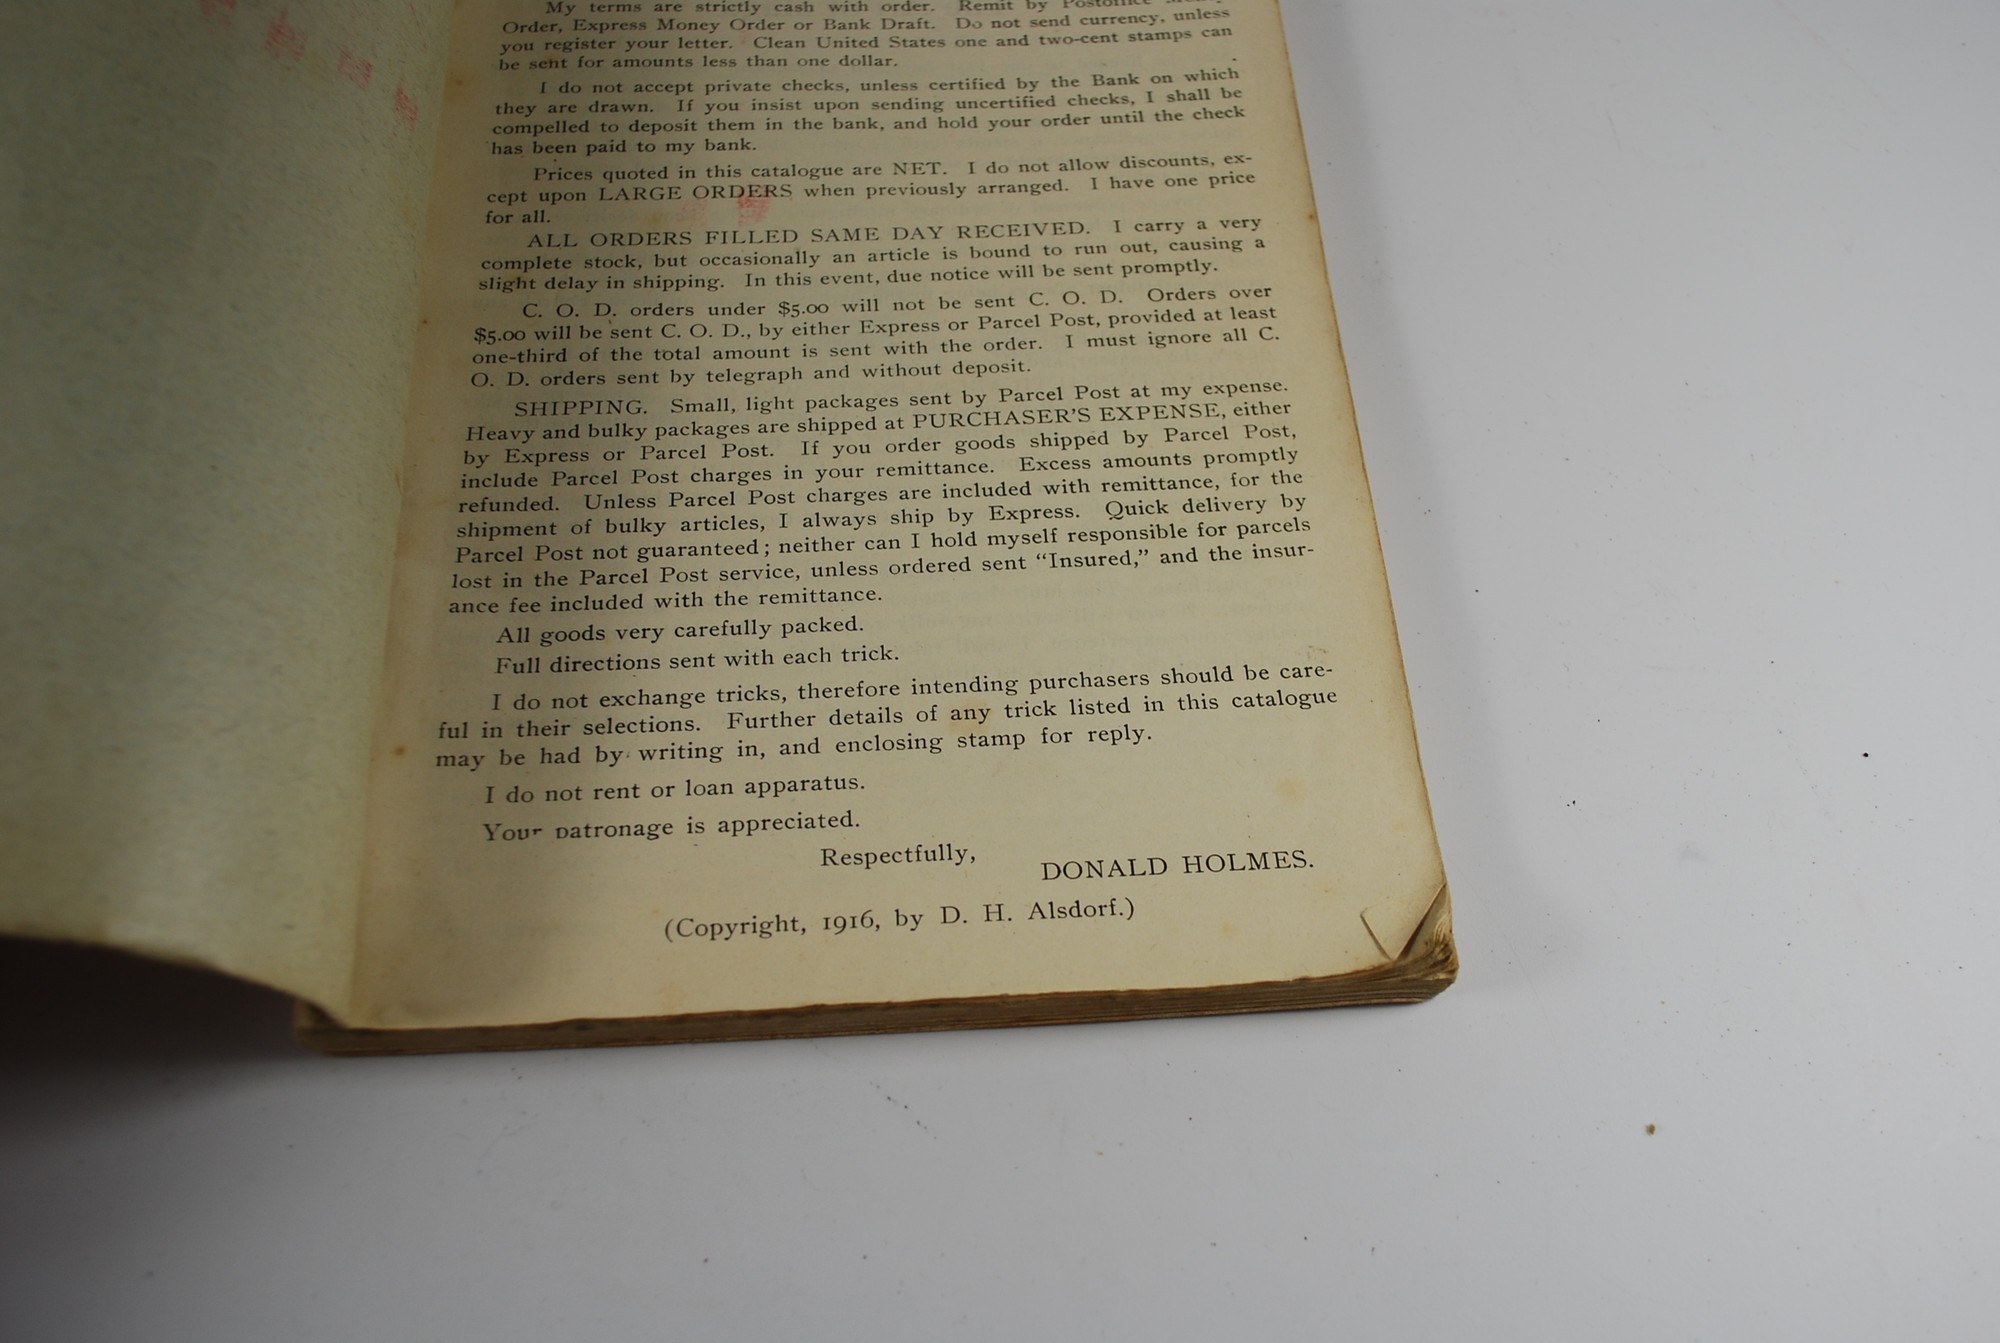 My terms are strictly cash with order. Remit by Postoffice
Order, Express Money Order or Bank Draft. Do not send currency, unless
you register your letter. Clean United States one and two-cent stamps can
be sent for amounts less than one dollar.
I do not accept private checks, unless certified by the Bank on which
they are drawn. If you insist upon sending uncertified checks, I shall be
compelled to deposit them in the bank, and hold your order until the check
has been paid to my bank.
Prices quoted in this catalogue are NET. I do not allow discounts, ex-
cept upon LARGE ORDERS when previously arranged. I have one price
for all.
ALL ORDERS FILLED SAME DAY RECEIVED. I carry a very
complete stock, but occasionally an article is bound to run out, causing a
slight delay in shipping. In this event, due notice will be sent promptly.
C. O. D. orders under $5.00 will not be sent C. O. D. Orders over
$5.00 will be sent C. O. D., by either Express or Parcel Post, provided at least
one-third of the total amount is sent with the order. I must ignore all C.
O. D. orders sent by telegraph and without deposit.
SHIPPING. Small, light packages sent by Parcel Post at my expense.
Heavy and bulky packages are shipped at PURCHASER'S EXPENSE, either
by Express or Parcel Post. If you order goods shipped by Parcel Post,
include Parcel Post charges in your remittance. Excess amounts promptly
refunded. Unless Parcel Post charges are included with remittance, for the
shipment of bulky articles, I always ship by Express. Quick delivery by
Parcel Post not guaranteed; neither can I hold myself responsible for parcels
lost in the Parcel Post service, unless ordered sent "Insured," and the insur-
ance fee included with the remittance.
All goods very carefully packed.
Full directions sent with each trick.
I do not exchange tricks, therefore intending purchasers should be care-
ful in their selections. Further details of any trick listed in this catalogue
may be had by writing in, and enclosing stamp for reply.
I do not rent or loan apparatus.
Your patronage is appreciated.
Respectfully,
DONALD HOLMES.
(Copyright, 1916, by D. H. Alsdorf.)